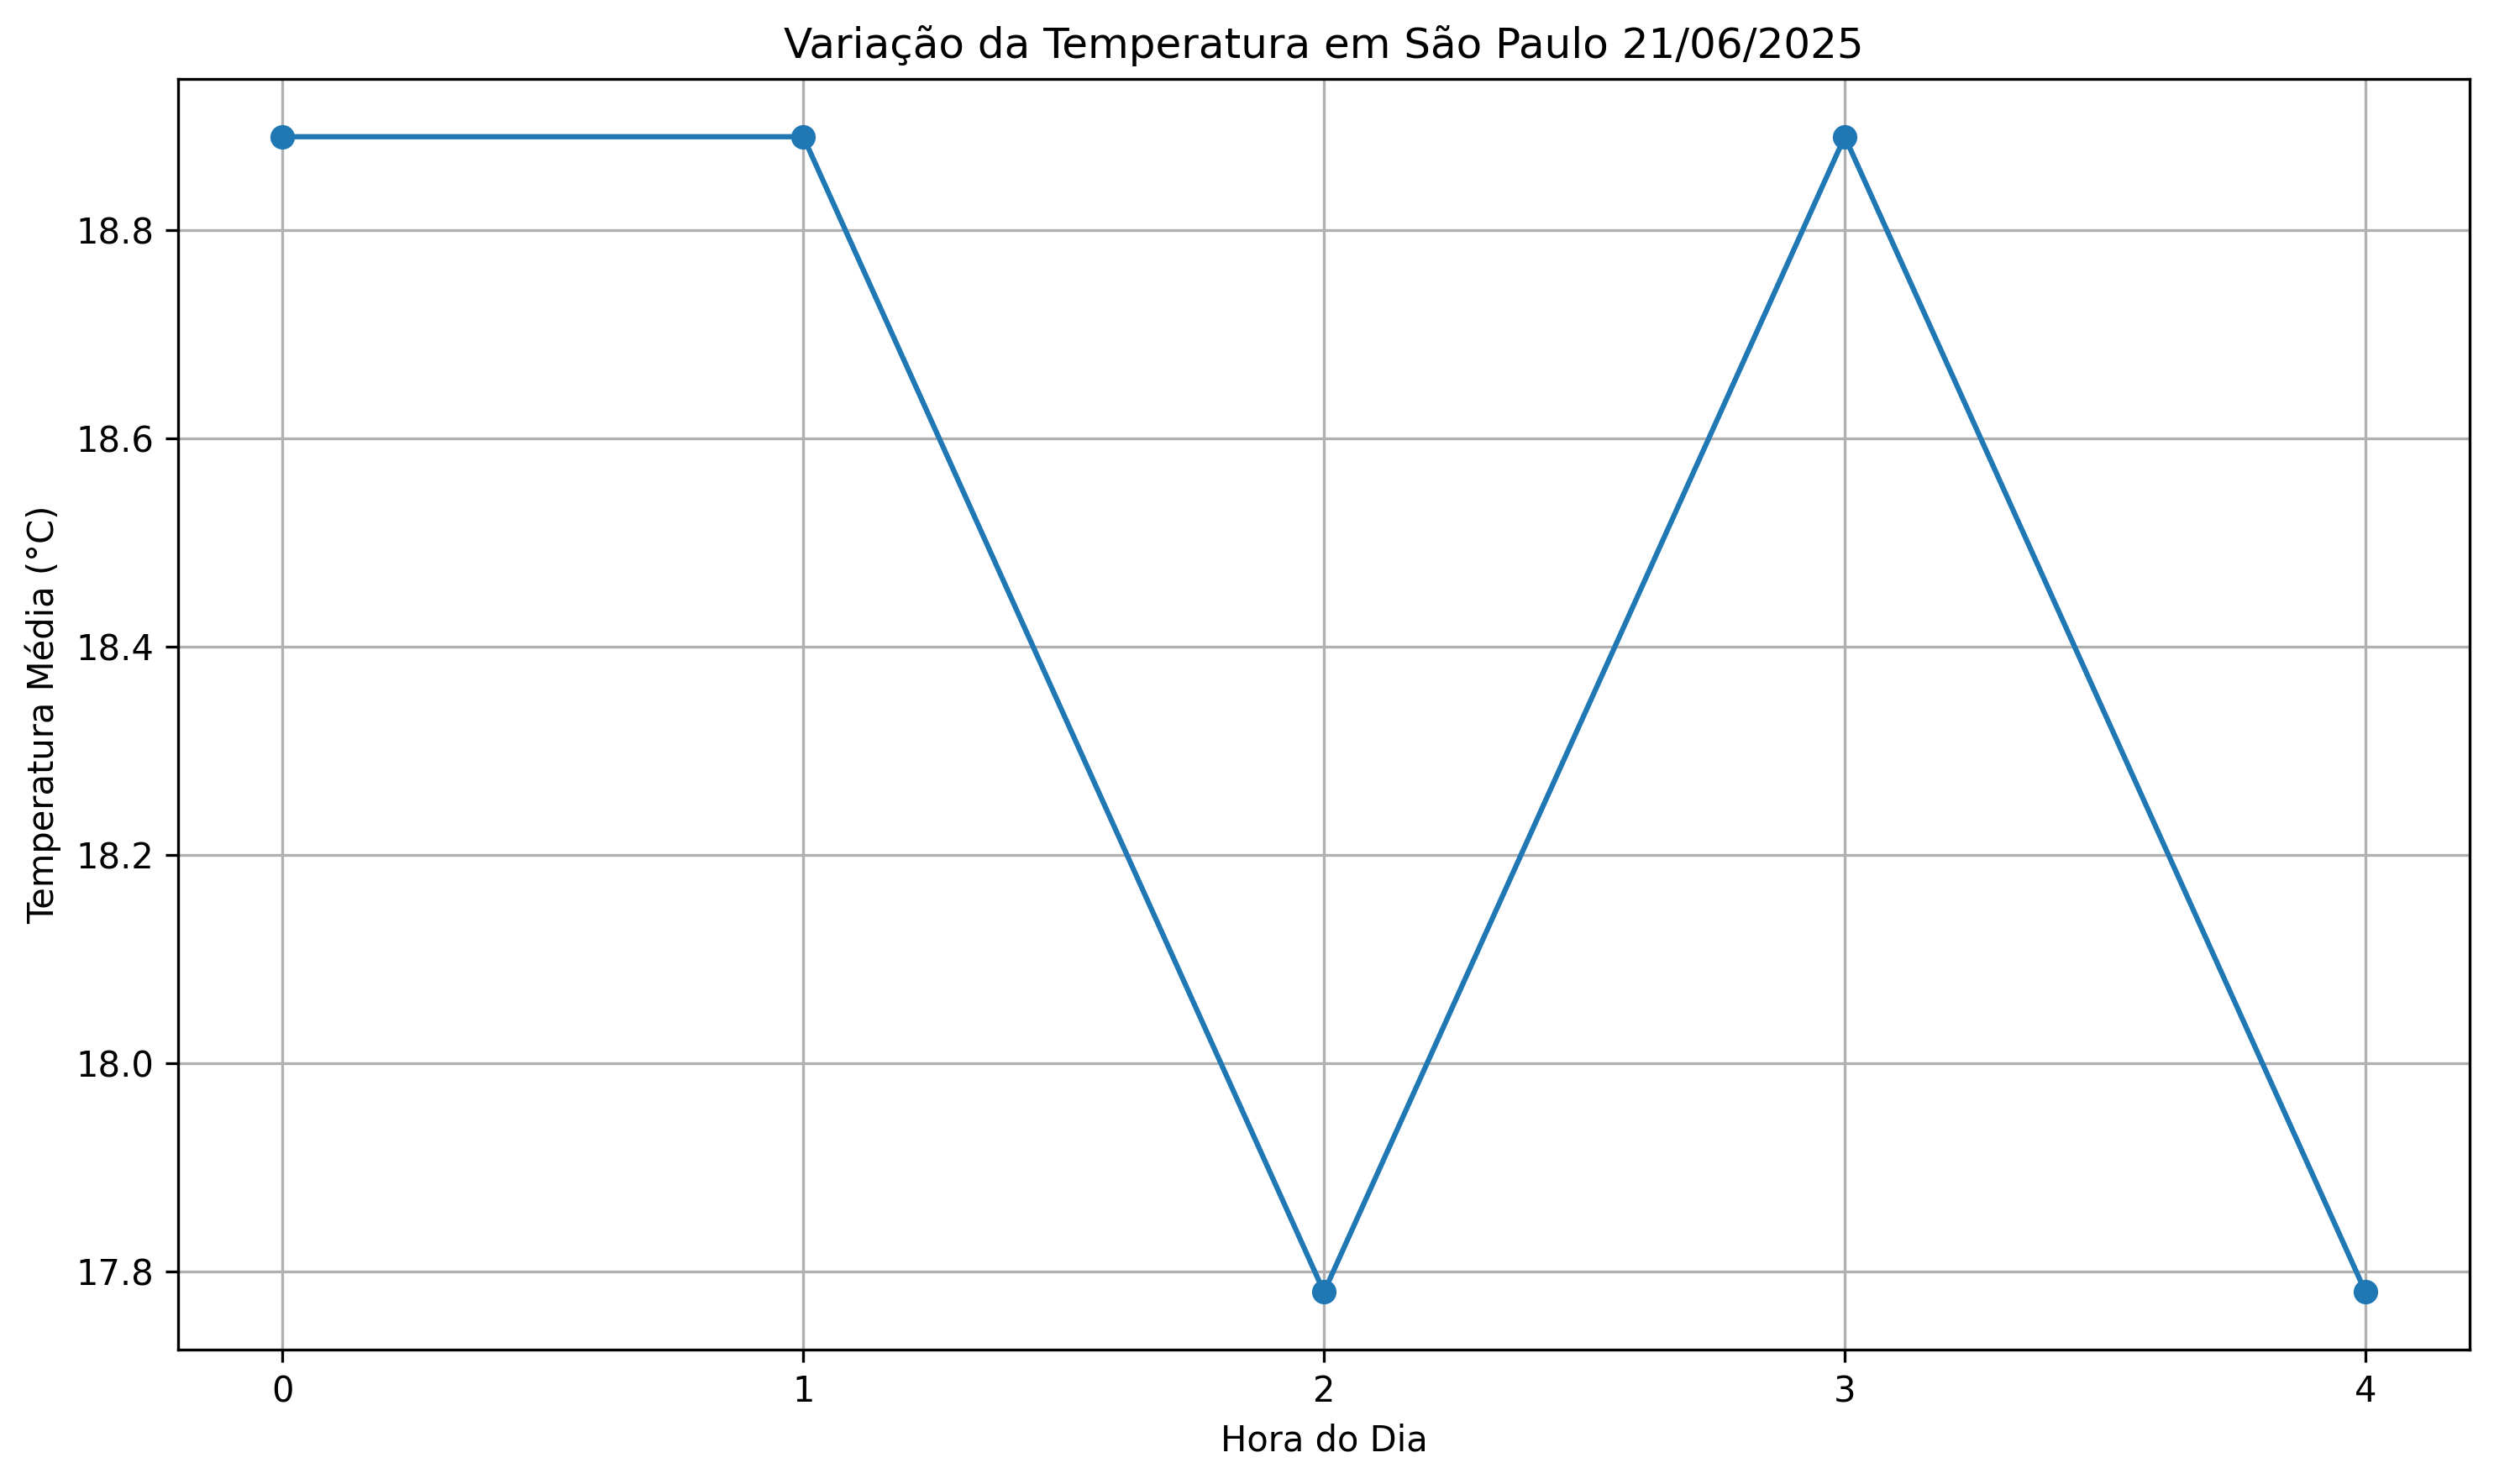 Variação da Temperatura em São Paulo 21/06/2025
Temperatura Média (°C)
18.8
18.6
18.4
18.2
18.0
17.8
0 1 2 3 4
Hora do Dia